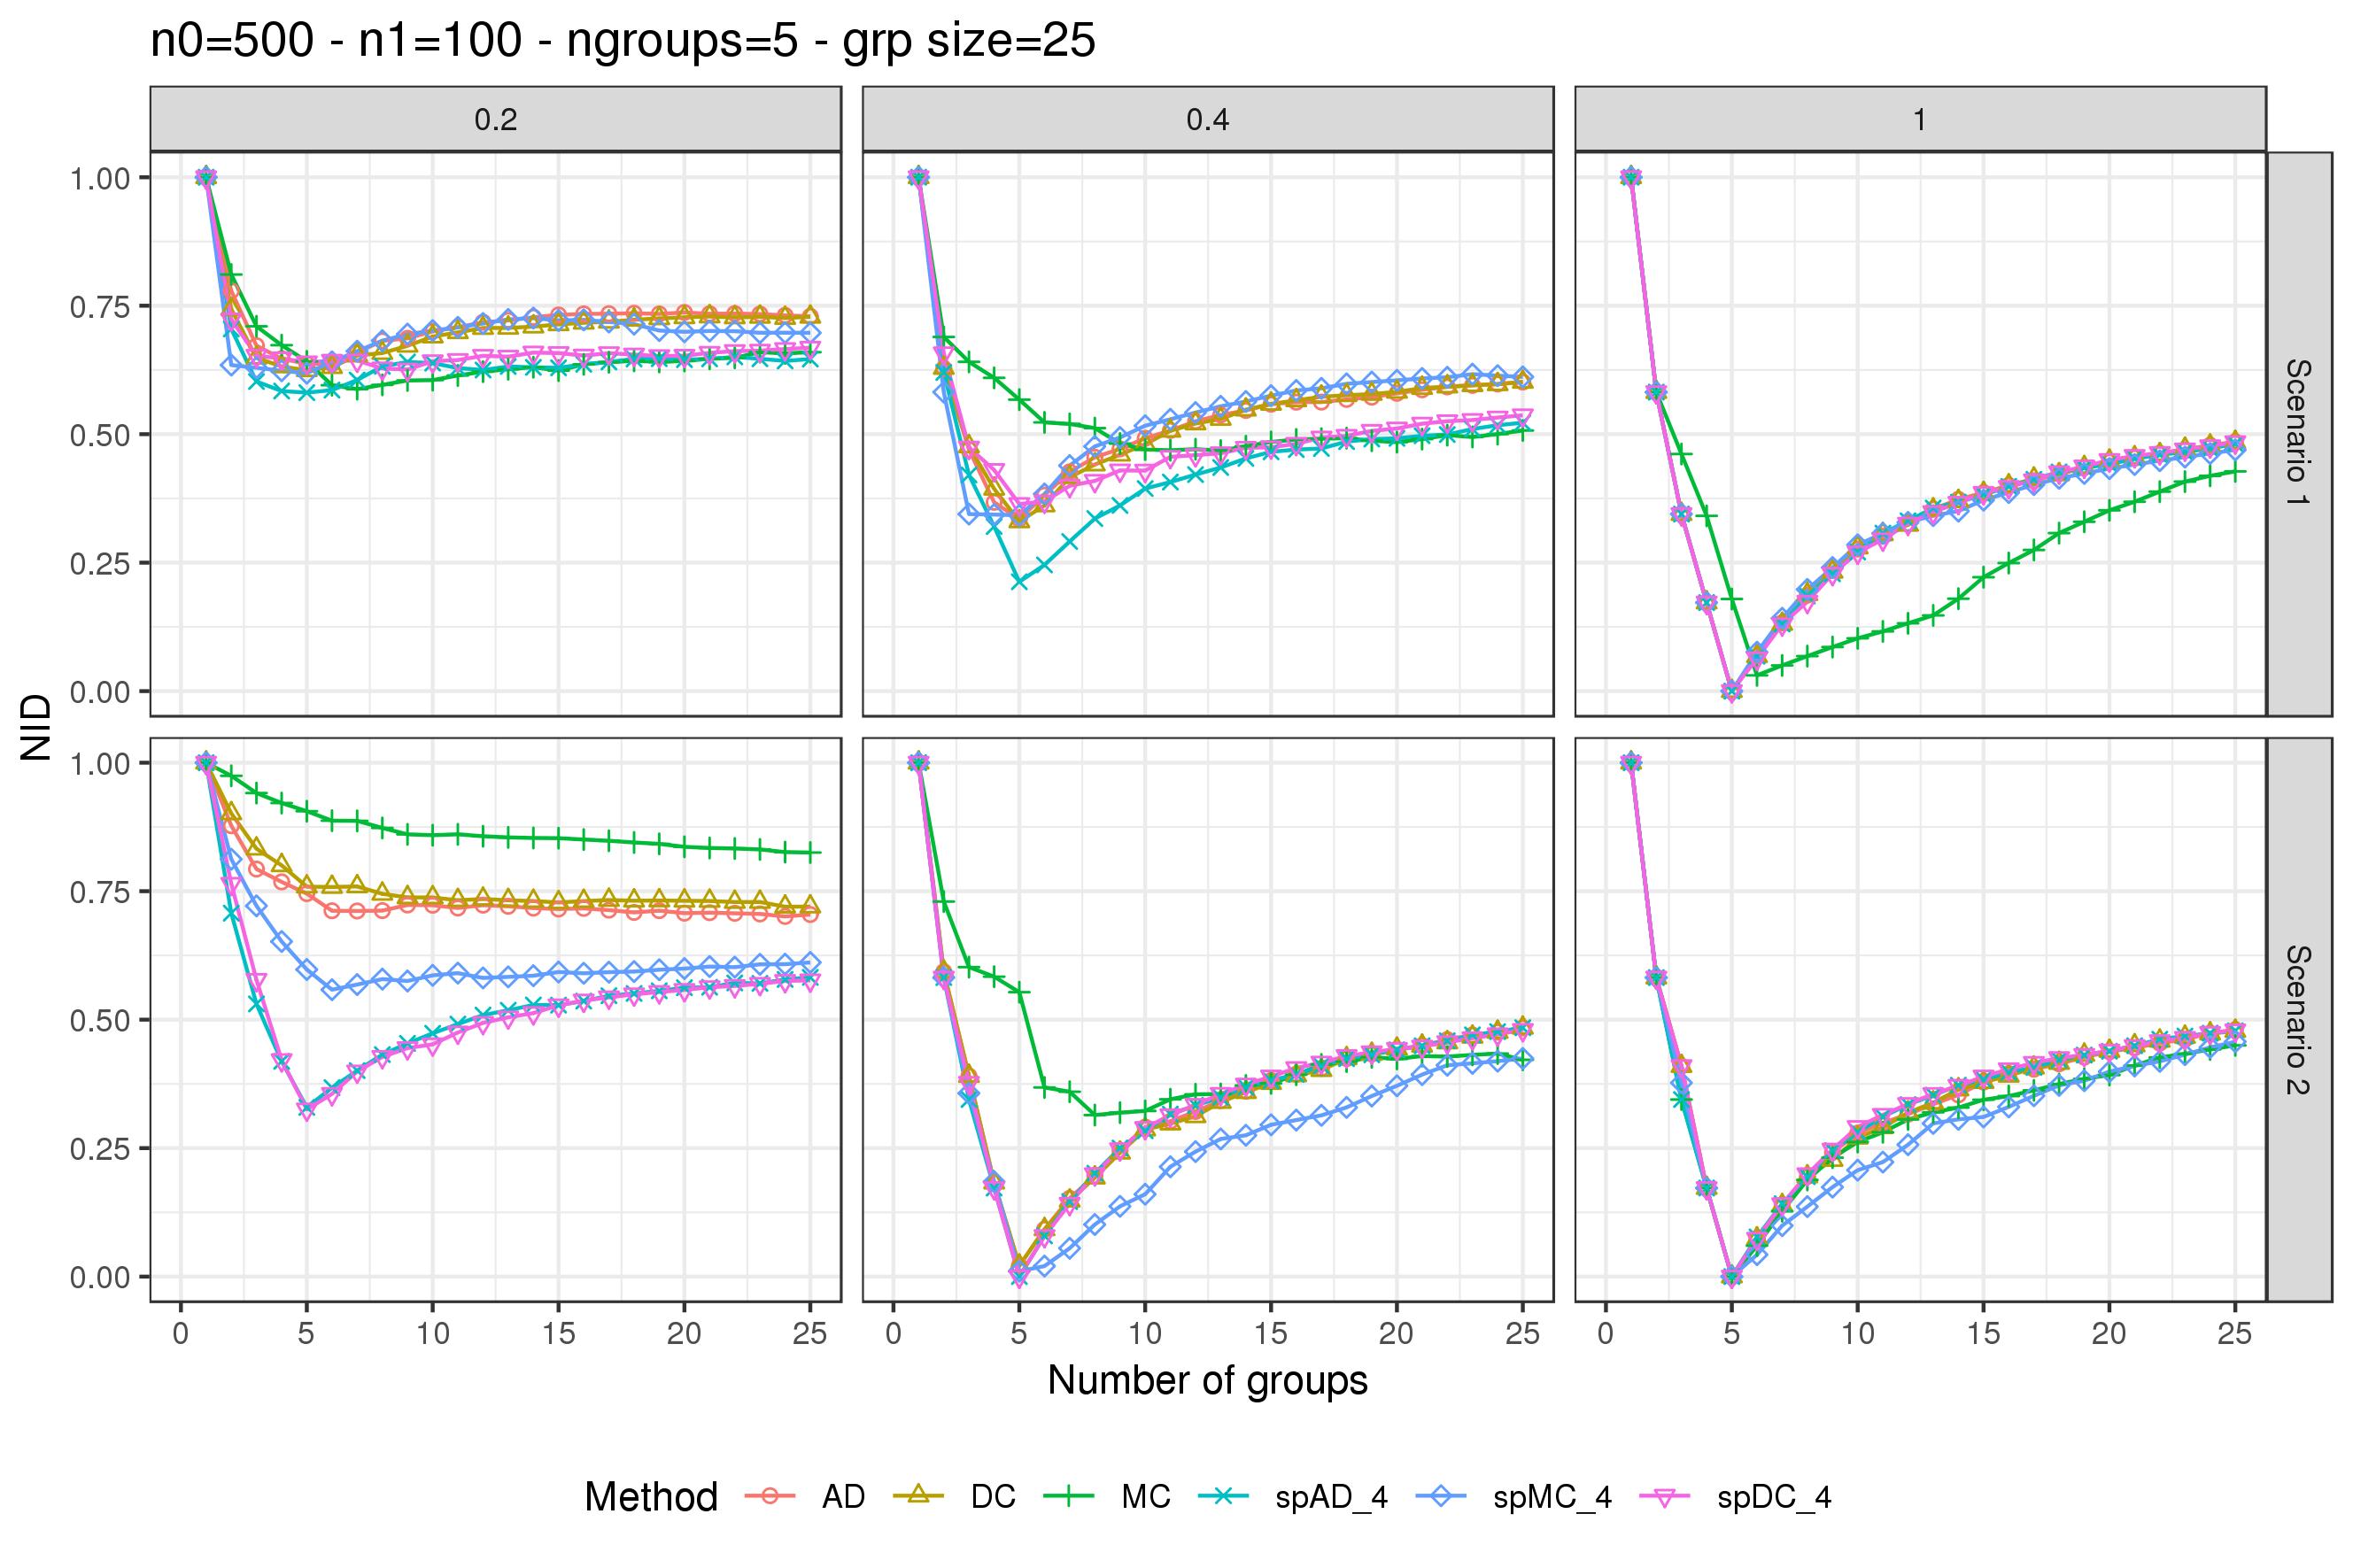 n0=500 - n1=100 - ngroups=5 - grp size=25
0.2
0.4
1
1.00
0.75
0.50
0.25
0.00
Scenario 1
NID
1.00
0.75
0.50
0.25
0.00
Scenario 2
0 5 10 15 20 25
0 5 10 15 20 25
0 5 10 15 20 25
Number of groups
Method AD DC MC spAD_4 spMC_4 spDC_4